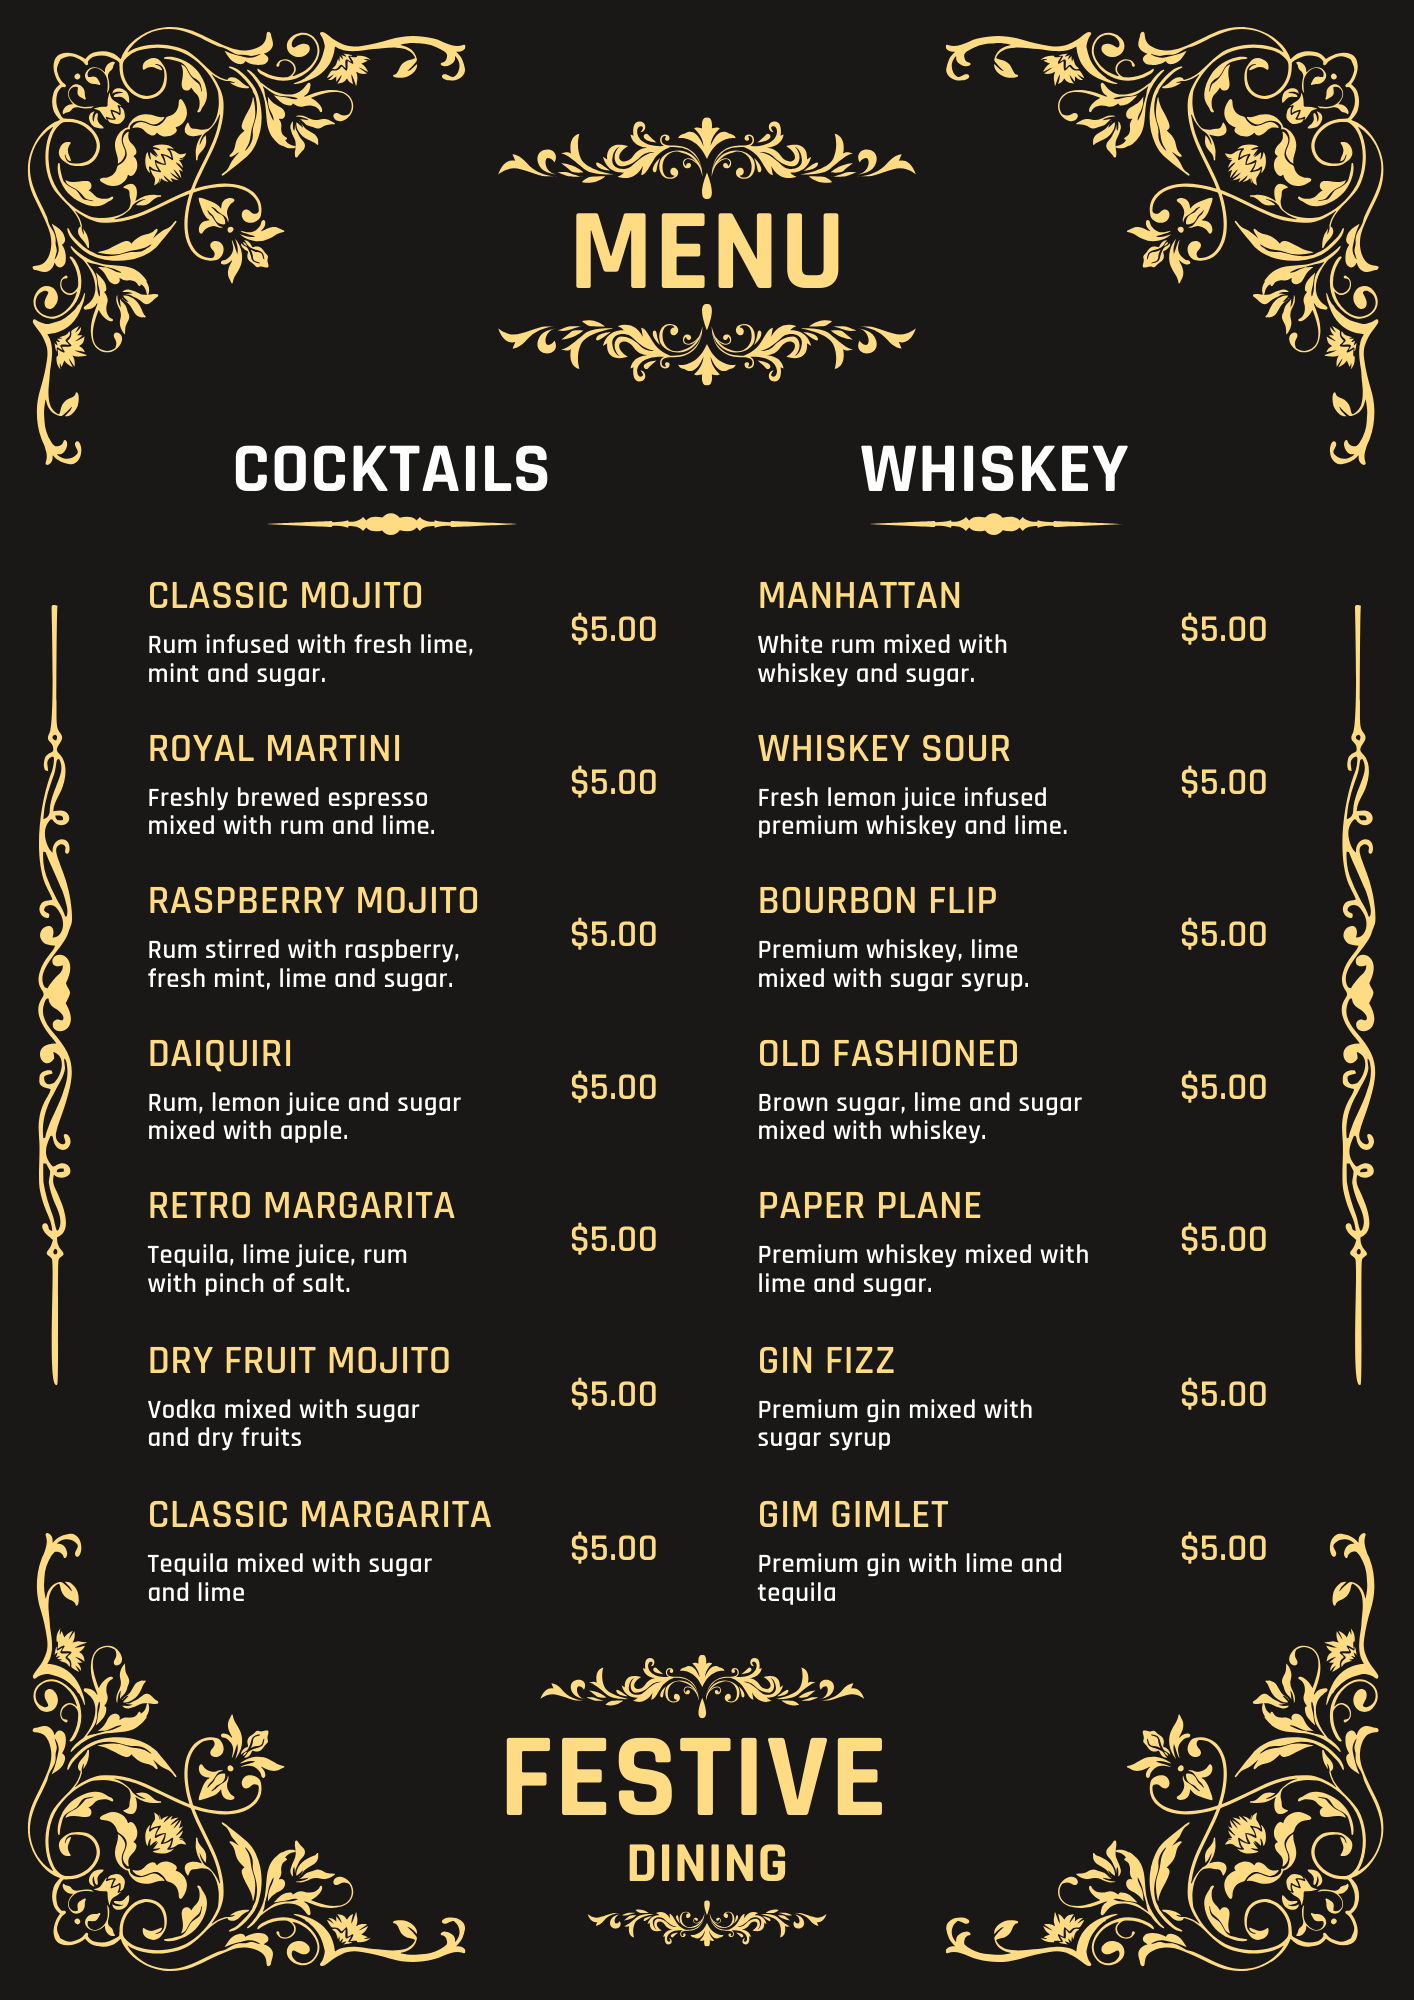 MENU
COCKTAILS
CLASSIC MOJITO
Rum infused with fresh lime,
mint and sugar.
$5.00
ROYAL MARTINI
Freshly brewed espresso
mixed with rum and lime.
$5.00
RASPBERRY MOJITO
Rum stirred with raspberry,
fresh mint, lime and sugar.
$5.00
DAIQUIRI
Rum, lemon juice and sugar
mixed with apple.
$5.00
RETRO MARGARITA
Tequila, lime juice, rum
with pinch of salt.
$5.00
DRY FRUIT MOJITO
Vodka mixed with sugar
and dry fruits
$5.00
CLASSIC MARGARITA
Tequila mixed with sugar
and lime
$5.00
WHISKEY
MANHATTAN
White rum mixed with
whiskey and sugar.
$5.00
WHISKEY SOUR
Fresh lemon juice infused
premium whiskey and lime.
$5.00
BOURBON FLIP
Premium whiskey, lime
mixed with sugar syrup.
$5.00
OLD FASHIONED
Brown sugar, lime and sugar
mixed with whiskey.
$5.00
PAPER PLANE
Premium whiskey mixed with
lime and sugar.
$5.00
GIN FIZZ
Premium gin mixed with
sugar syrup
$5.00
GIM GIMLET
Premium gin with lime and
tequila
$5.00
FESTIVE
DINING